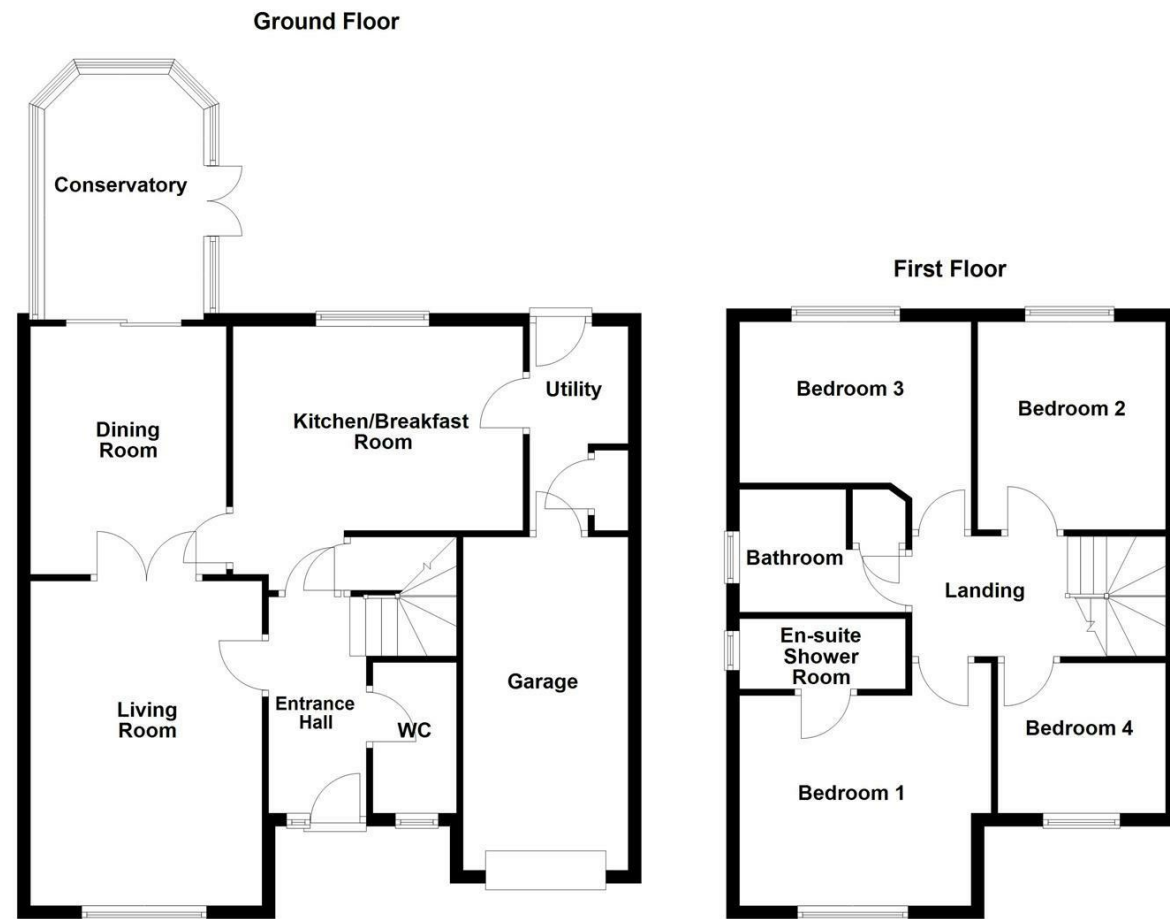 Ground Floor
Conservatory
Dining
Room
Kitchen/Breakfast
Room
Utility
Living
Room
Entrance
Hall
WC
Garage
First Floor
Bedroom 3
Bedroom 2
Bathroom
Landing
En-suite
Shower
Room
Bedroom 4
Bedroom 1